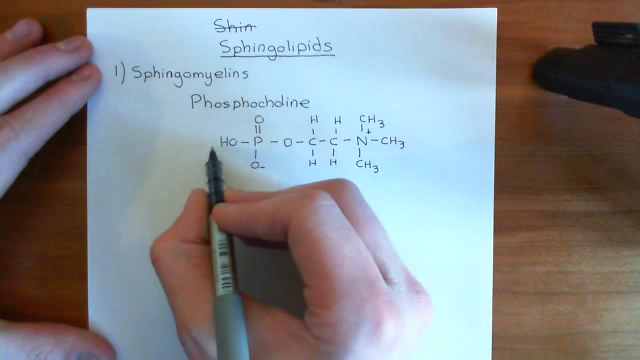 Shin
Sphingolipids
1) Sphingomyelins
Phosphocholine
O H H CH3
HO - P - O - C - C - N+ - CH3
O- H H CH3